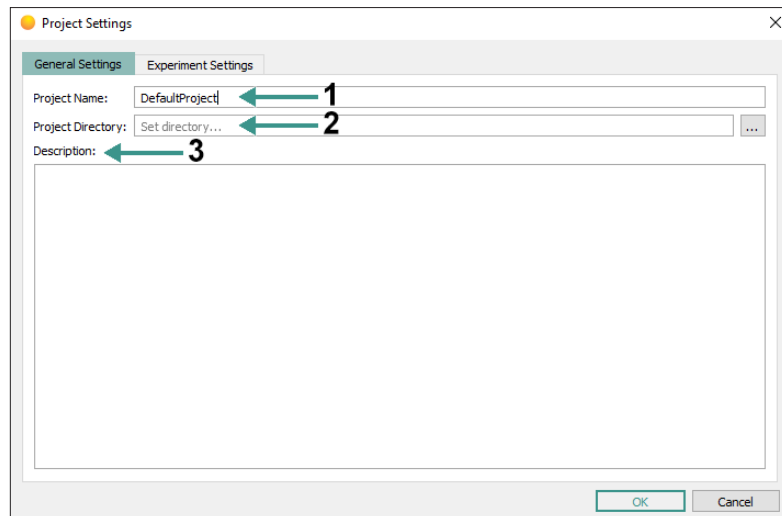 Project Settings
General Settings
Experiment Settings
Project Name: DefaultProject 1
Project Directory: Set directory... 2 ...
Description: 3
OK
Cancel